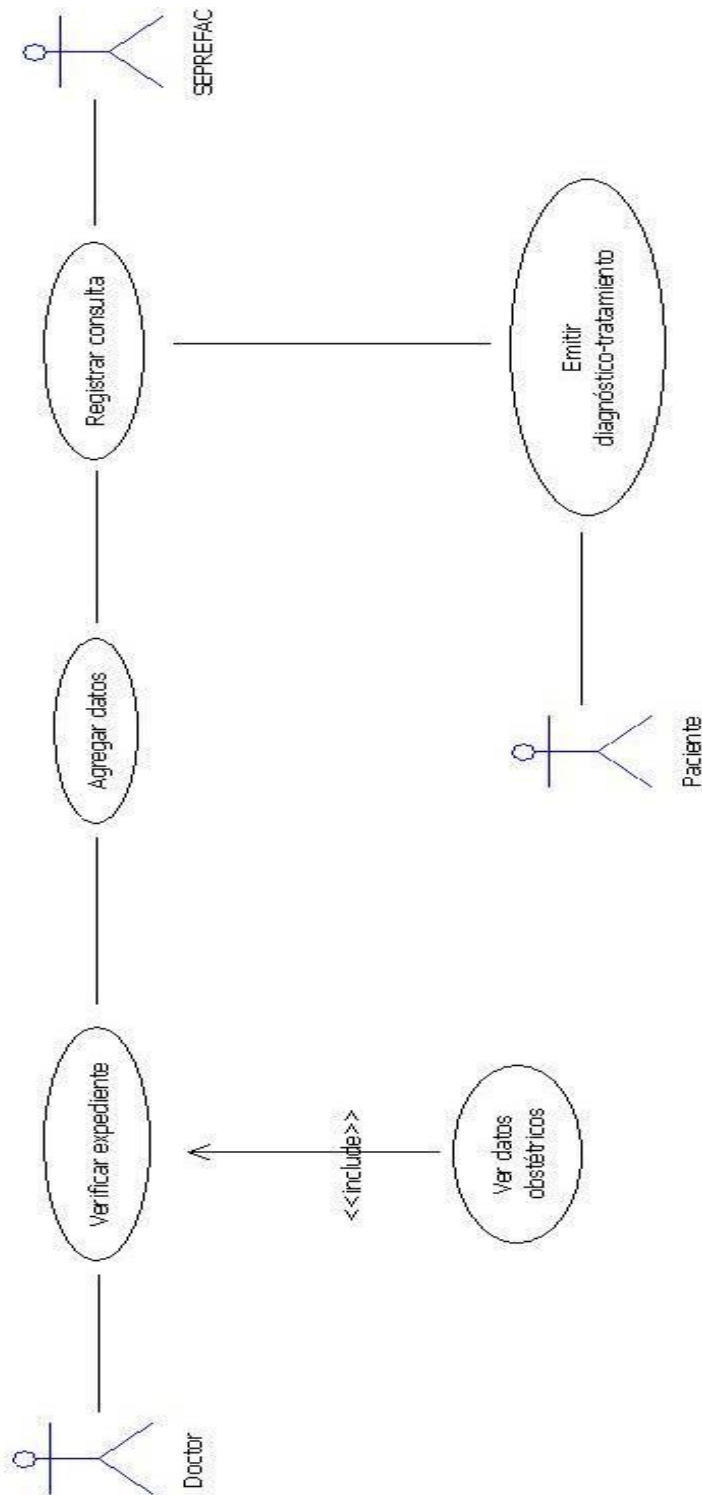 Doctor
Verificar expediente
Agregar datos
Registrar consulta
SEPREFAC
<<include>>
Ver datos
obstétricos
Paciente
Emitir
diagnóstico-tratamiento